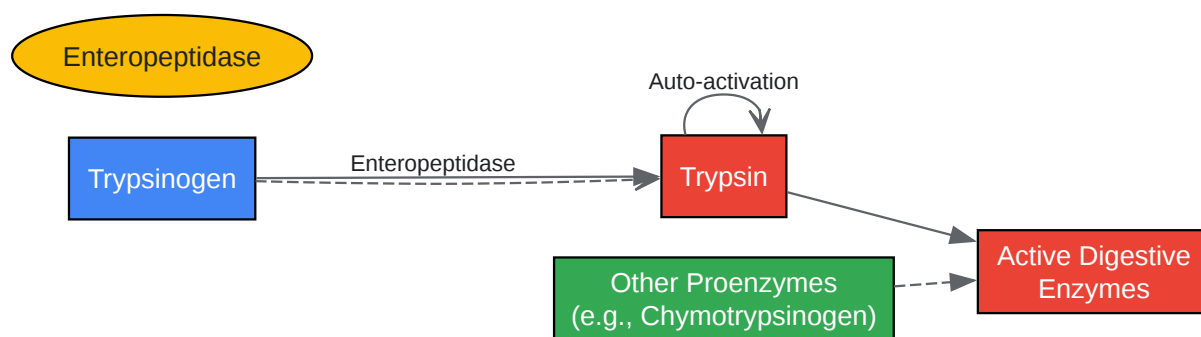 Enteropeptidase
Auto-activation
Trypsinogen
Enteropeptidase
Trypsin
Active Digestive
Enzymes
Other Proenzymes
(e.g., Chymotrypsinogen)